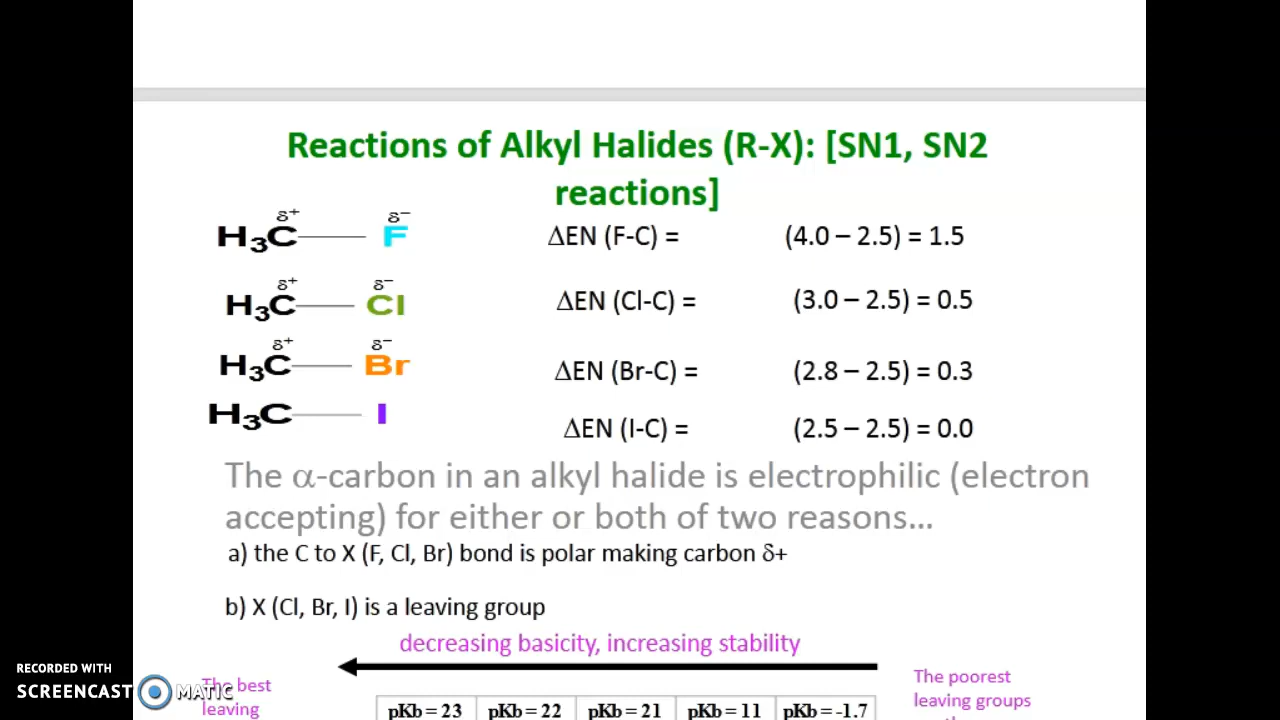 Reactions of Alkyl Halides (R-X): [SN1, SN2
reactions]
δ+ δ–
H3C F ΔEN (F-C) = (4.0 – 2.5) = 1.5
δ+ δ–
H3C Cl ΔEN (Cl-C) = (3.0 – 2.5) = 0.5
δ+ δ–
H3C Br ΔEN (Br-C) = (2.8 – 2.5) = 0.3
H3C I ΔEN (I-C) = (2.5 – 2.5) = 0.0
The α-carbon in an alkyl halide is electrophilic (electron
accepting) for either or both of two reasons…
a) the C to X (F, Cl, Br) bond is polar making carbon δ+
b) X (Cl, Br, I) is a leaving group
decreasing basicity, increasing stability
The best
leaving
The poorest
leaving groups
pKb = 23 pKb = 22 pKb = 21 pKb = 11 pKb = -1.7
RECORDED WITH
SCREENCAST MATIC